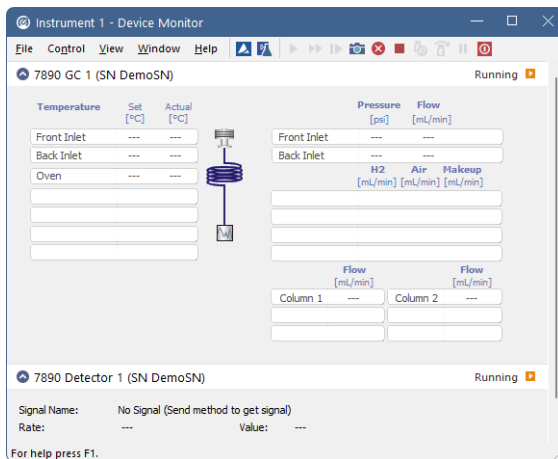 Instrument 1 - Device Monitor
File Control View Window Help
7890 GC 1 (SN DemoSN) Running
Temperature Set Actual Pressure Flow
[°C] [°C] [psi] [mL/min]
Front Inlet --- --- Front Inlet --- ---
Back Inlet --- --- Back Inlet --- ---
H2 Air Makeup
Oven --- --- [mL/min] [mL/min] [mL/min]
Flow Flow
[mL/min] [mL/min]
Column 1 --- Column 2 ---
7890 Detector 1 (SN DemoSN) Running
Signal Name: No Signal (Send method to get signal)
Rate: --- Value: ---
For help press F1.